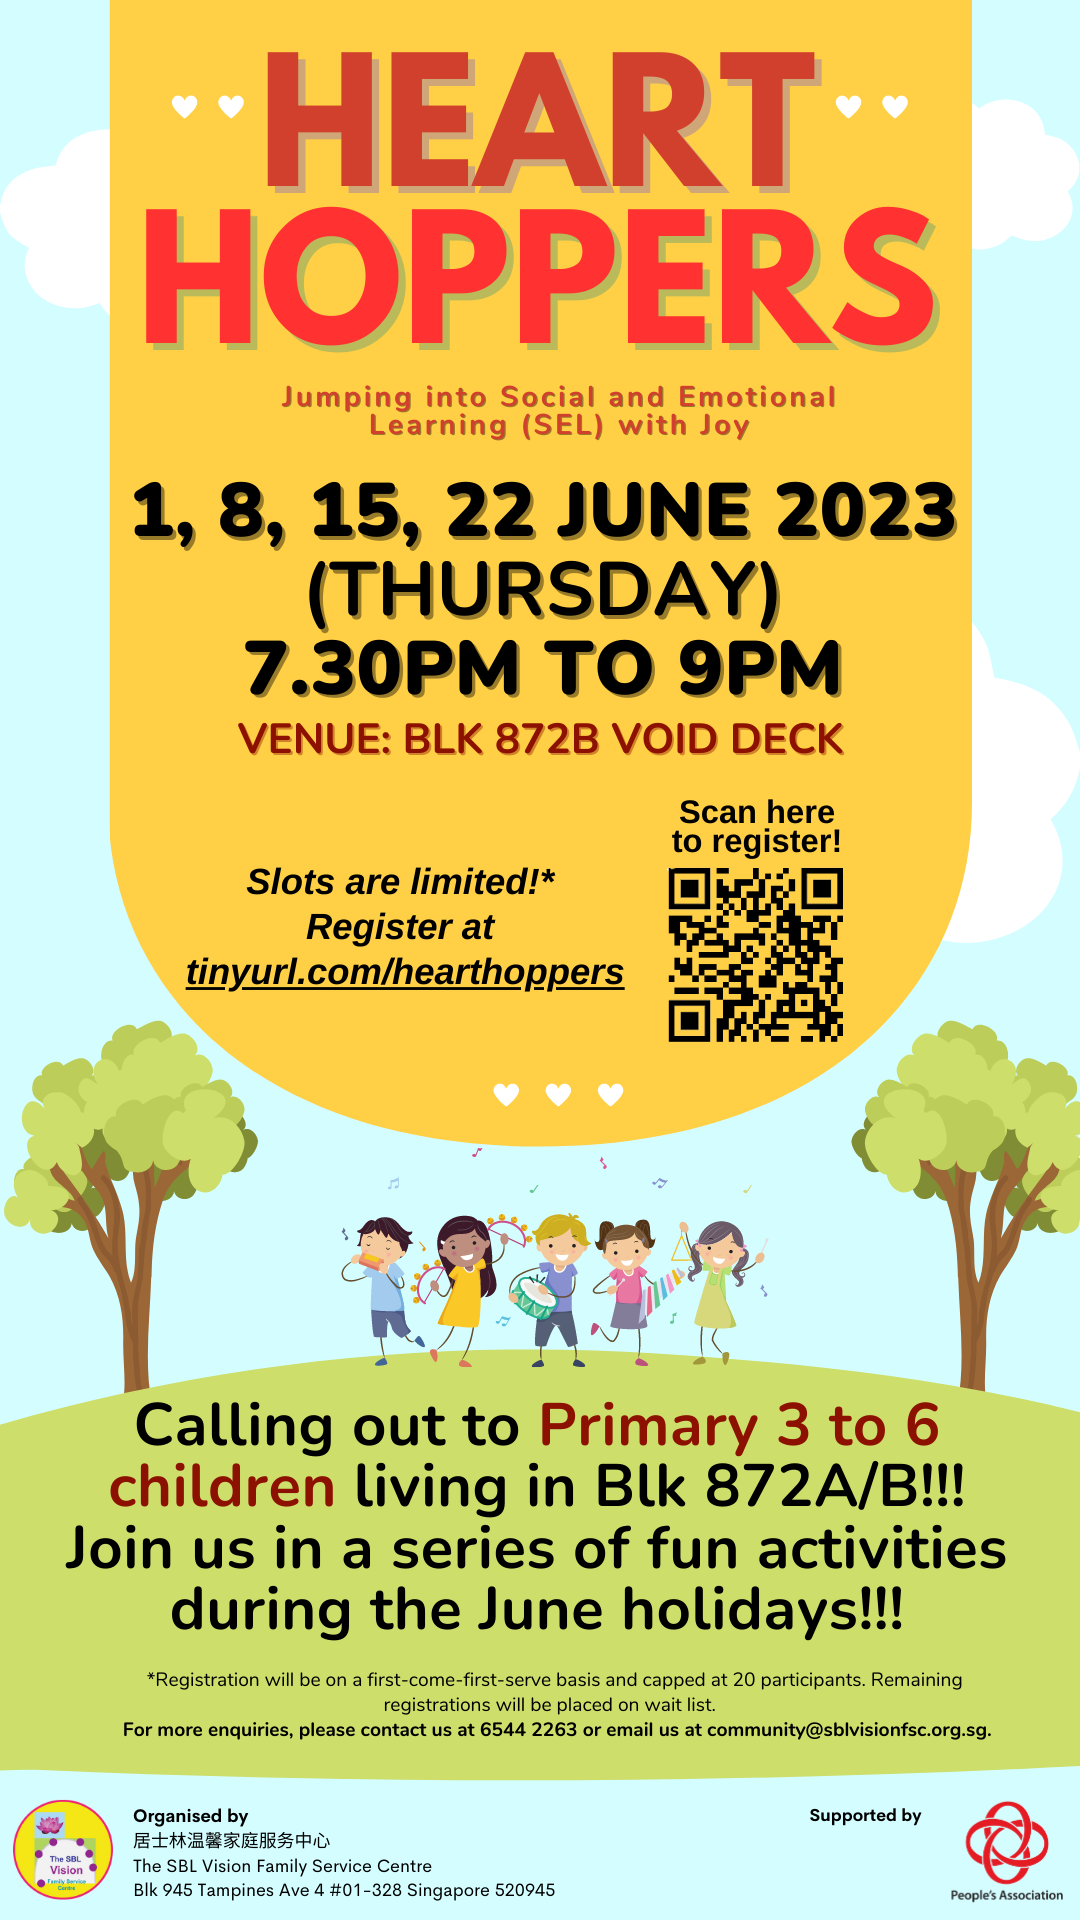 HEART
HOPPERS
Jumping into Social and Emotional
Learning (SEL) with Joy
1, 8, 15, 22 JUNE 2023
(THURSDAY)
7.30PM TO 9PM
VENUE: BLK 872B VOID DECK
Scan here
to register!
Slots are limited!*
Register at
tinyurl.com/hearthoppers
Calling out to Primary 3 to 6
children living in Blk 872A/B!!!
Join us in a series of fun activities
during the June holidays!!!
*Registration will be on a first-come-first-serve basis and capped at 20 participants. Remaining
registrations will be placed on wait list.
For more enquiries, please contact us at 6544 2263 or email us at community@sblvisionfsc.org.sg.
The SBL
Vision
Family Service
Centre
Organised by
居士林温馨家庭服务中心
The SBL Vision Family Service Centre
Blk 945 Tampines Ave 4 #01-328 Singapore 520945
Supported by
People's Association